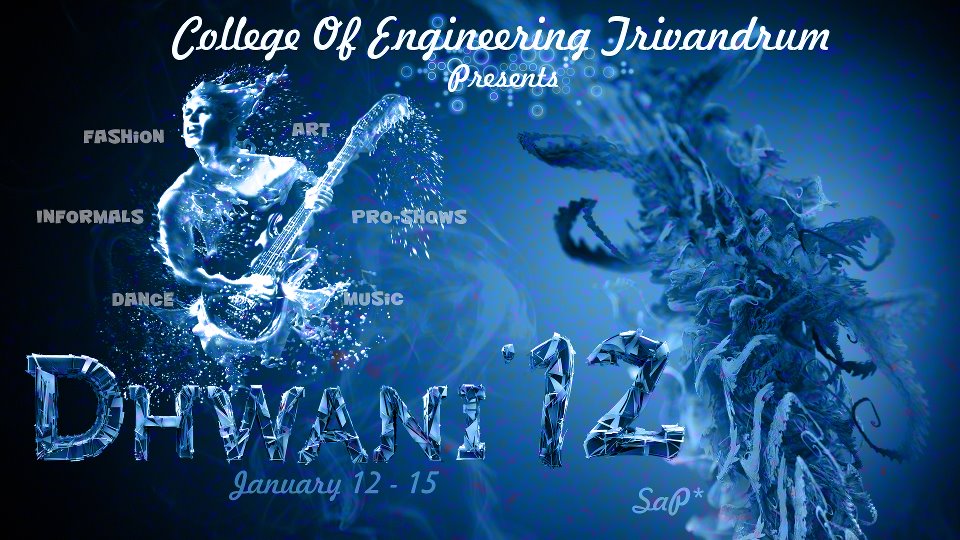 College Of Engineering Trivandrum
Presents
FASHiON
ART
iNFORMALS
PRO-SHOWS
DANCE
MUSiC
DHWANI '12
January 12 - 15
SaP*